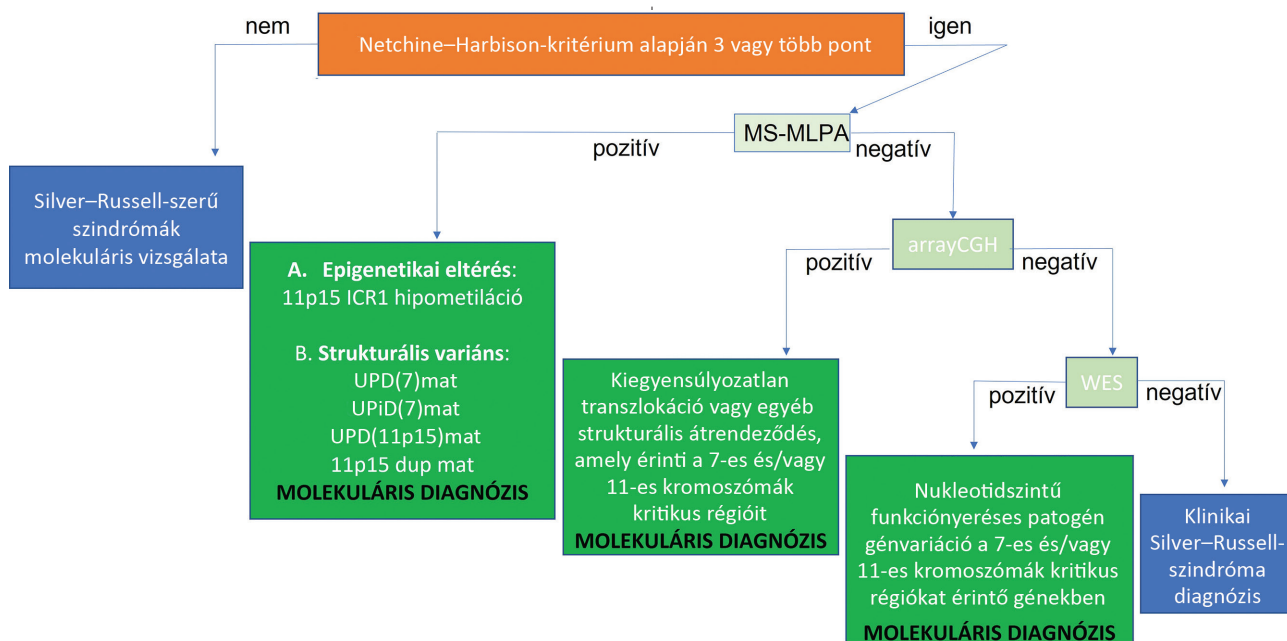 nem
Netchine–Harbison-kritérium alapján 3 vagy több pont
igen
MS-MLPA
pozitív
negatív
Silver–Russell-szerű
szindrómák
molekuláris vizsgálata
arrayCGH
pozitív
negatív
A. Epigenetikai eltérés:
11p15 ICR1 hipometiláció
B. Strukturális variáns:
UPD(7)mat
UPiD(7)mat
UPD(11p15)mat
11p15 dup mat
MOLEKULÁRIS DIAGNÓZIS
Kiegyensúlyozatlan
transzlokáció vagy egyéb
strukturális átrendeződés,
amely érinti a 7-es és/vagy
11-es kromoszómák
kritikus régióit
MOLEKULÁRIS DIAGNÓZIS
WES
pozitív
negatív
Nukleotidszintű
funkciónyeréses patogén
génvariáció a 7-es és/vagy
11-es kromoszómák kritikus
régiókat érintő génekben
MOLEKULÁRIS DIAGNÓZIS
Klinikai
Silver–Russell-
szindróma
diagnózis